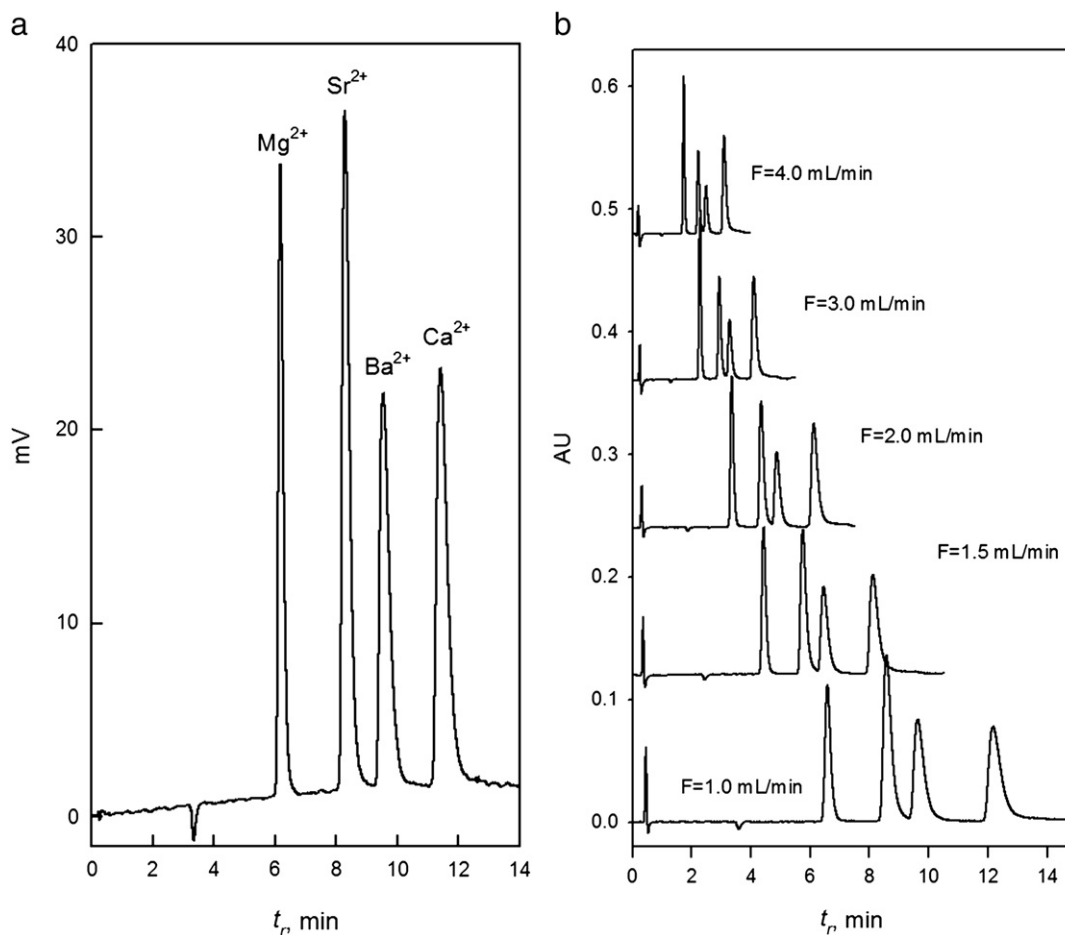 a
40
30
20
10
0
mV
Mg²⁺
Sr²⁺
Ba²⁺
Ca²⁺
0 2 4 6 8 10 12 14
tᵣ, min
b
0.6
0.5
0.4
0.3
0.2
0.1
0.0
AU
F=4.0 mL/min
F=3.0 mL/min
F=2.0 mL/min
F=1.5 mL/min
F=1.0 mL/min
0 2 4 6 8 10 12 14
tᵣ, min